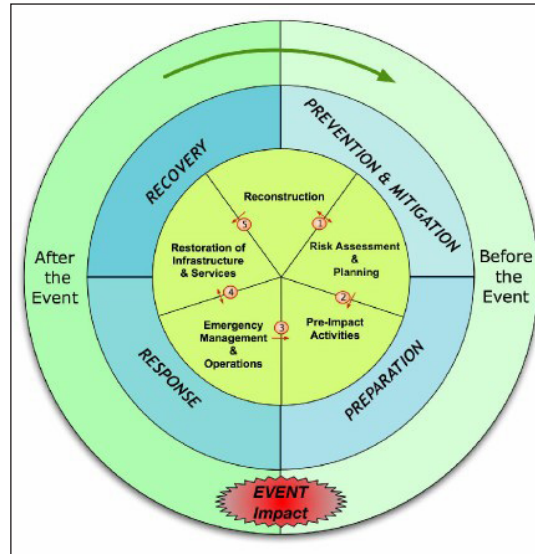 RECOVERY
PREVENTION & MITIGATION
Reconstruction
5
1
Restoration of
Infrastructure
& Services
Risk Assessment
&
Planning
After
the
Event
Before
the
Event
4
2
Emergency
Management
&
Operations
3
Pre-Impact
Activities
RESPONSE
PREPARATION
EVENT
Impact